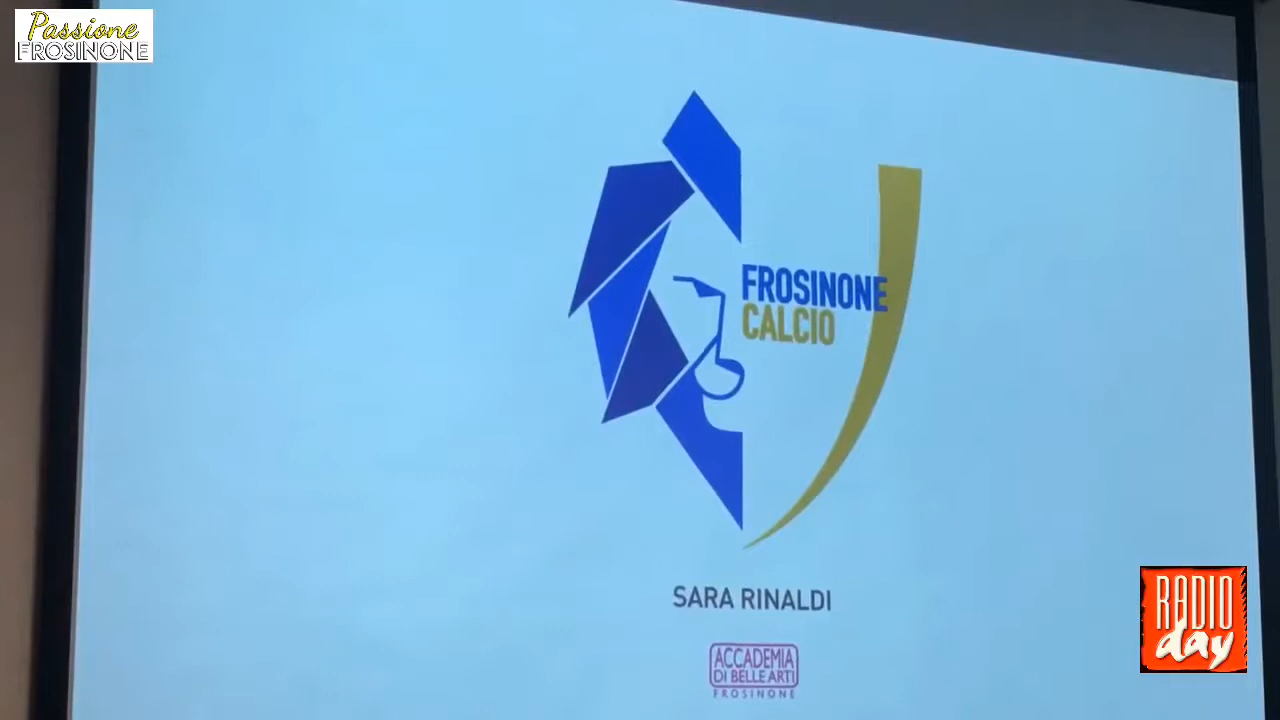 Passione
FROSINONE
FROSINONE
CALCIO
SARA RINALDI
ACCADEMIA
DI BELLE ARTI
FROSINONE
RADIO
day